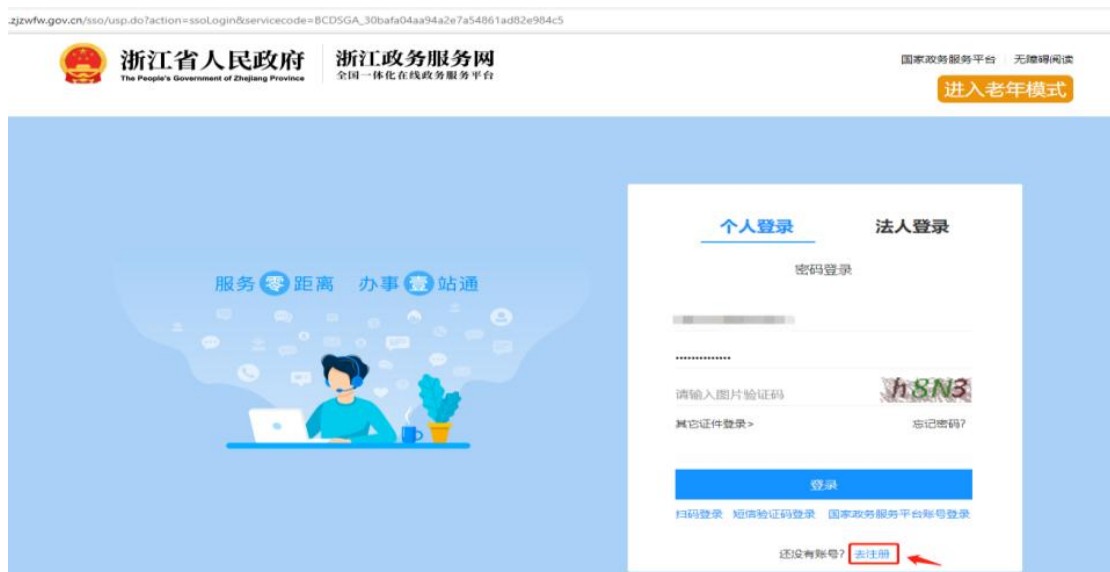 .zjzwfw.gov.cn/sso/usp.do?action=ssoLogin&servicecode=BCDSGA_30bafa04aa94a2e7a54861ad82e984c5
浙江省人民政府
The People's Government of Zhejiang Province
浙江政务服务网
全国一体化在线政务服务平台
国家政务服务平台 无障碍阅读
进入老年模式
服务零距离 办事壹站通
个人登录 法人登录
密码登录
••••••••••••••
请输入图片验证码 h8N3
其它证件登录> 忘记密码?
登录
扫码登录 短信验证码登录 国家政务服务平台账号登录
还没有账号? 去注册